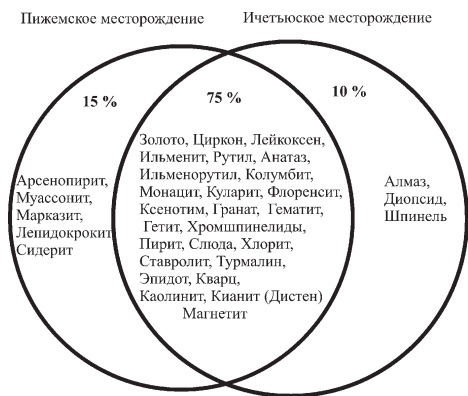 Пижемское месторождение
Ичетъюское месторождение
15 %
75 %
10 %
Арсенопирит,
Муассонит,
Марказит,
Лепидокрокит
Сидерит
Золото, Циркон, Лейкоксен,
Ильменит, Рутил, Анатаз,
Ильменорутил, Колумбит,
Монацит, Куларит, Флоренсит,
Ксенотим, Гранат, Гематит,
Гетит, Хромшпинелиды,
Пирит, Слюда, Хлорит,
Ставролит, Турмалин,
Эпидот, Кварц,
Каолинит, Кианит (Дистен)
Магнетит
Алмаз,
Диопсид,
Шпинель